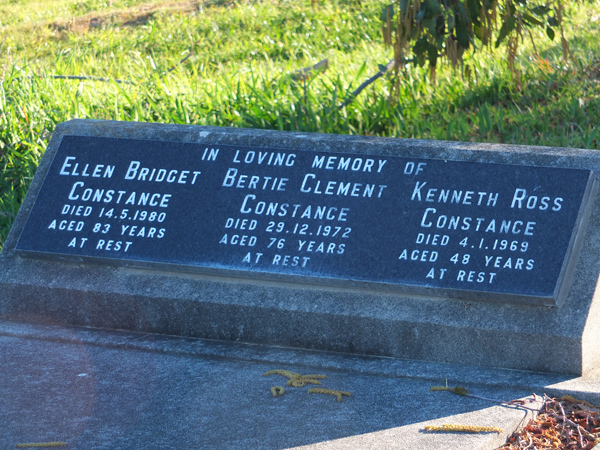 IN LOVING MEMORY OF
ELLEN BRIDGET
CONSTANCE
DIED 14.5.1980
AGED 83 YEARS
AT REST
BERTIE CLEMENT
CONSTANCE
DIED 29.12.1972
AGED 76 YEARS
AT REST
KENNETH ROSS
CONSTANCE
DIED 4.1.1969
AGED 48 YEARS
AT REST